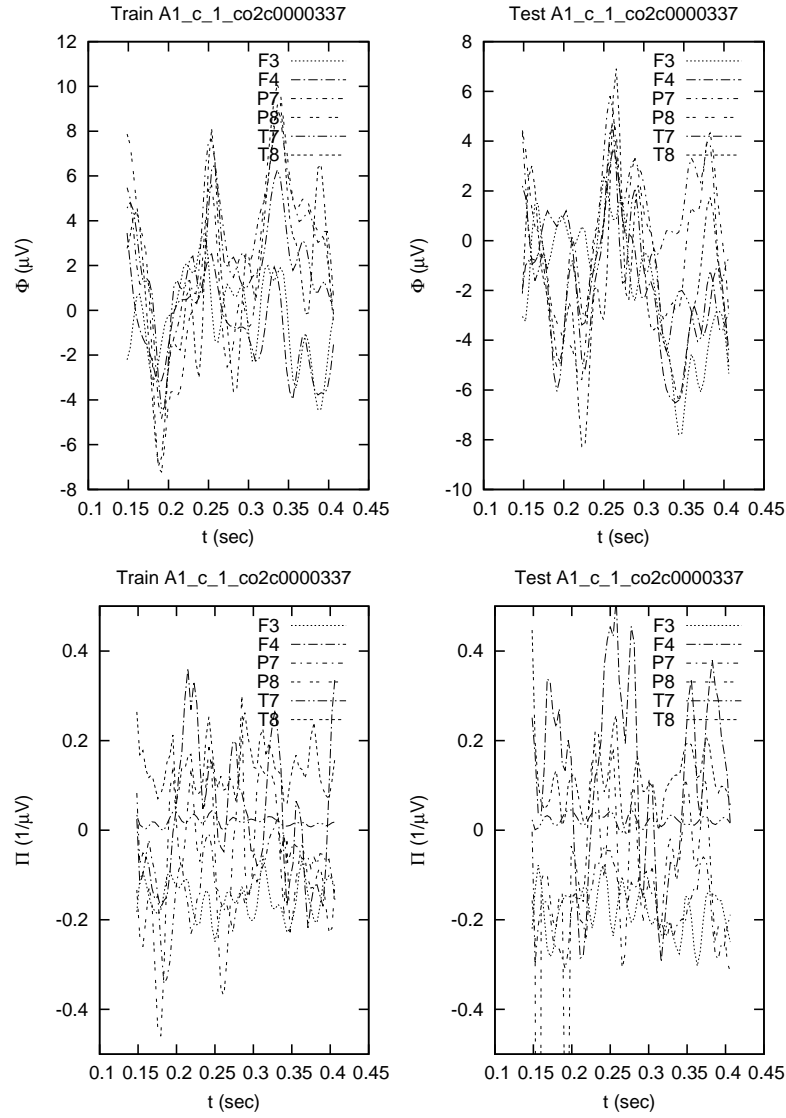 Train A1_c_1_co2c0000337
12
10
8
6
4
2
0
-2
-4
-6
-8
Φ (μV)
F3
F4
P7
P8
T7
T8
0.1 0.15 0.2 0.25 0.3 0.35 0.4 0.45
t (sec)
Test A1_c_1_co2c0000337
8
6
4
2
0
-2
-4
-6
-8
-10
Φ (μV)
F3
F4
P7
P8
T7
T8
0.1 0.15 0.2 0.25 0.3 0.35 0.4 0.45
t (sec)
Train A1_c_1_co2c0000337
0.4
0.2
0
-0.2
-0.4
Π (1/μV)
F3
F4
P7
P8
T7
T8
0.1 0.15 0.2 0.25 0.3 0.35 0.4 0.45
t (sec)
Test A1_c_1_co2c0000337
0.4
0.2
0
-0.2
-0.4
Π (1/μV)
F3
F4
P7
P8
T7
T8
0.1 0.15 0.2 0.25 0.3 0.35 0.4 0.45
t (sec)